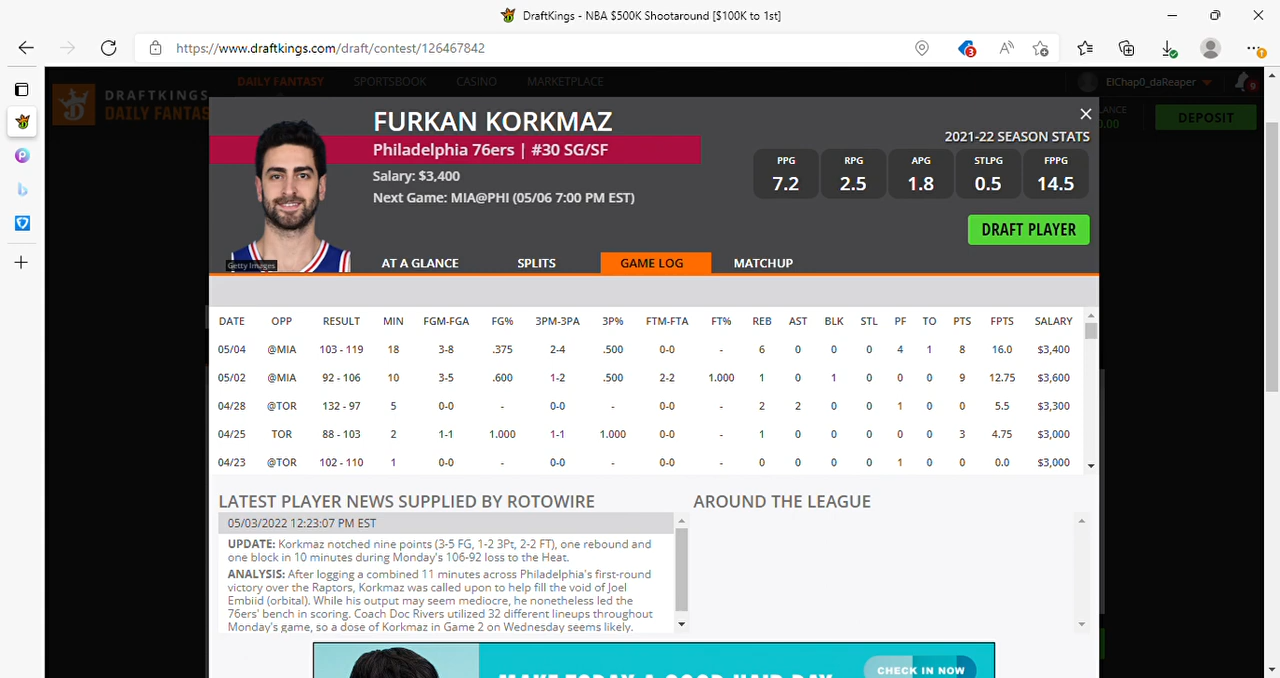 DraftKings - NBA $500K Shootaround [$100K to 1st]
https://www.draftkings.com/draft/contest/126467842
3
DRAFTKINGS
DAILY FANTAS
DAILY FANTASY SPORTSBOOK CASINO MARKETPLACE
ElChap0_daReaper
9
LANCE
0.00
DEPOSIT
FURKAN KORKMAZ
Philadelphia 76ers | #30 SG/SF
Salary: $3,400
Next Game: MIA@PHI (05/06 7:00 PM EST)
Getty Images
2021-22 SEASON STATS
PPG RPG APG STLPG FPPG
7.2 2.5 1.8 0.5 14.5
DRAFT PLAYER
AT A GLANCE SPLITS GAME LOG MATCHUP
DATE OPP RESULT MIN FGM-FGA FG% 3PM-3PA 3P% FTM-FTA FT% REB AST BLK STL PF TO PTS FPTS SALARY
05/04 @MIA 103 - 119 18 3-8 .375 2-4 .500 0-0 - 6 0 0 0 4 1 8 16.0 $3,400
05/02 @MIA 92 - 106 10 3-5 .600 1-2 .500 2-2 1.000 1 0 1 0 0 0 9 12.75 $3,600
04/28 @TOR 132 - 97 5 0-0 - 0-0 - 0-0 - 2 2 0 0 1 0 0 5.5 $3,300
04/25 TOR 88 - 103 2 1-1 1.000 1-1 1.000 0-0 - 1 0 0 0 0 0 3 4.75 $3,000
04/23 @TOR 102 - 110 1 0-0 - 0-0 - 0-0 - 0 0 0 0 1 0 0 0.0 $3,000
LATEST PLAYER NEWS SUPPLIED BY ROTOWIRE
05/03/2022 12:23:07 PM EST
UPDATE: Korkmaz notched nine points (3-5 FG, 1-2 3Pt, 2-2 FT), one rebound and
one block in 10 minutes during Monday's 106-92 loss to the Heat.
ANALYSIS: After logging a combined 11 minutes across Philadelphia's first-round
victory over the Raptors, Korkmaz was called upon to help fill the void of Joel
Embiid (orbital). While his output may seem mediocre, he nonetheless led the
76ers' bench in scoring. Coach Doc Rivers utilized 32 different lineups throughout
Monday's game, so a dose of Korkmaz in Game 2 on Wednesday seems likely.
AROUND THE LEAGUE
MAKE TODAY A GOOD HAIR DAY
CHECK IN NOW